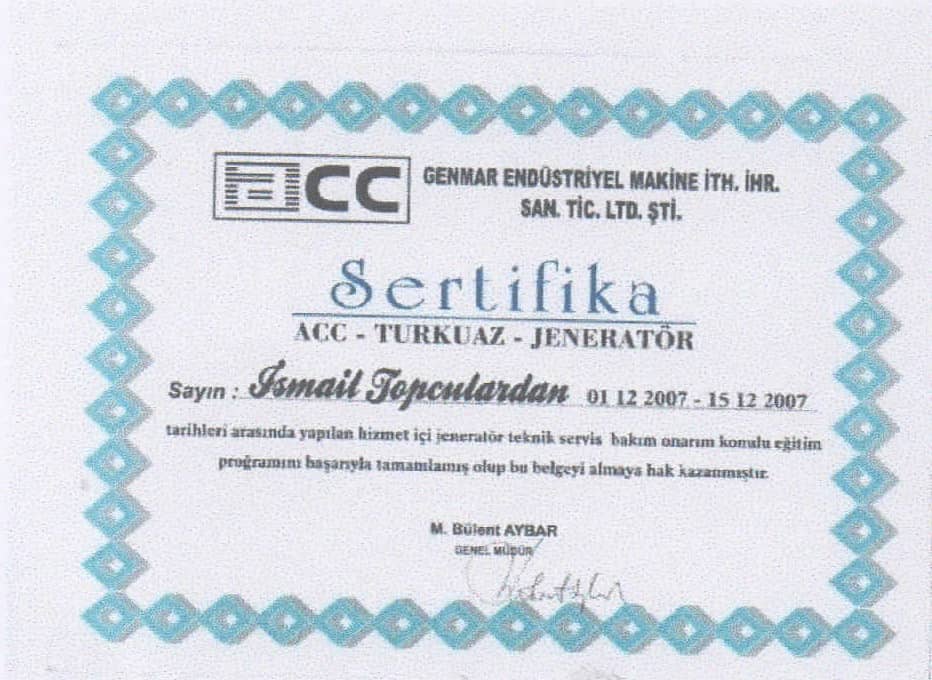 ACC
GENMAR ENDÜSTRİYEL MAKİNE İTH. İHR.
SAN. TİC. LTD. ŞTİ.
Sertifika
ACC - TURKUAZ - JENERATÖR
Sayın : İsmail Topculardan 01 12 2007 - 15 12 2007
tarihleri arasında yapılan hizmet içi jeneratör teknik servis bakım onarım konulu eğitim
proğramını başarıyla tamamlamış olup bu belgeyi almaya hak kazanmıştır.
M. Bülent AYBAR
GENEL MÜDÜR